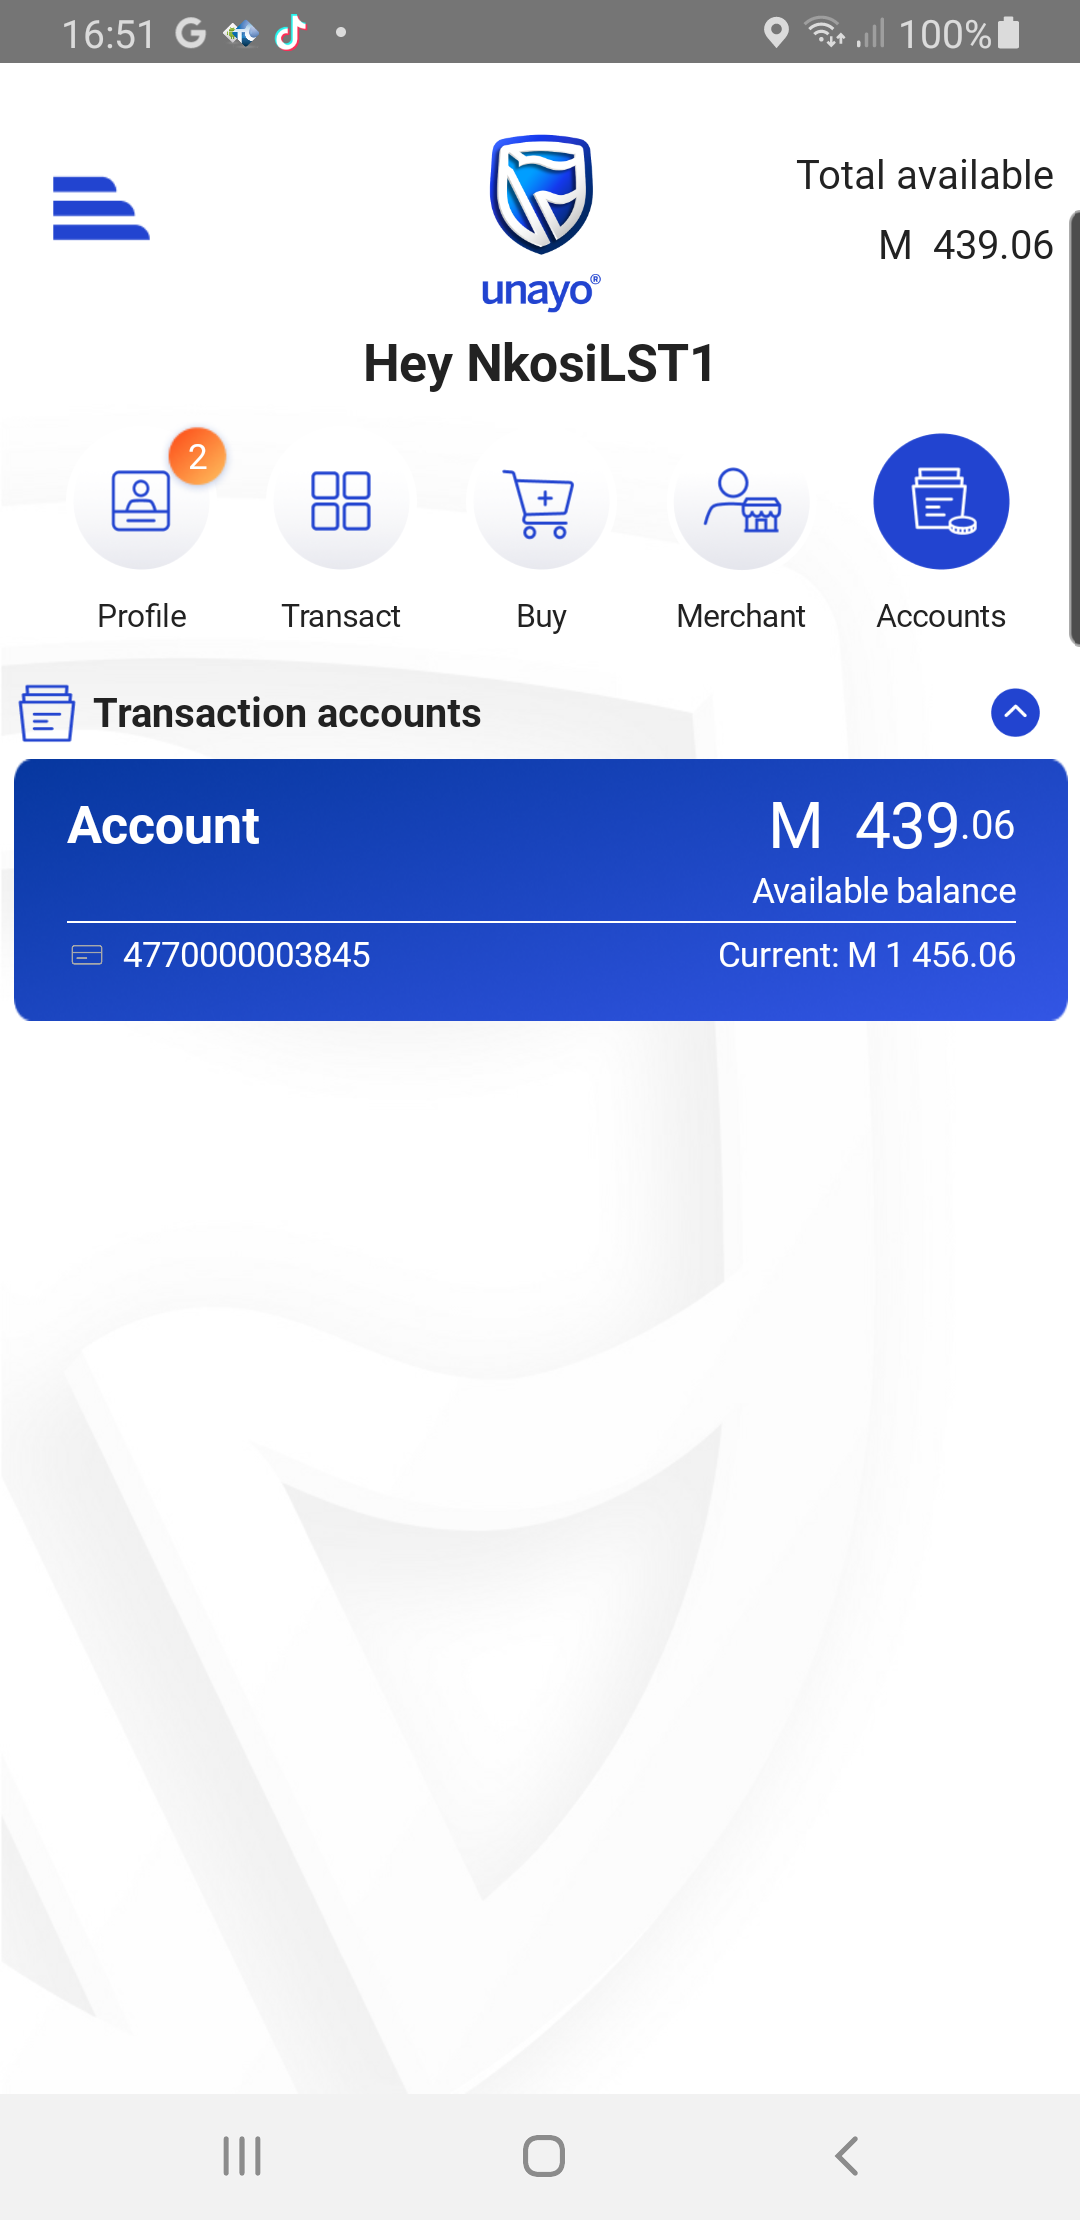 16:51
100%
Total available
M 439.06
unayo®
Hey NkosiLST1
2
Profile
Transact
Buy
Merchant
Accounts
Transaction accounts
Account
M 439.06
Available balance
4770000003845
Current: M 1 456.06